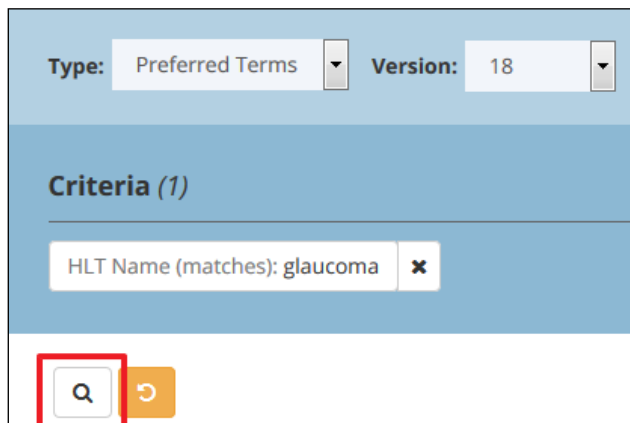 Type: Preferred Terms Version: 18
Criteria (1)
HLT Name (matches): glaucoma